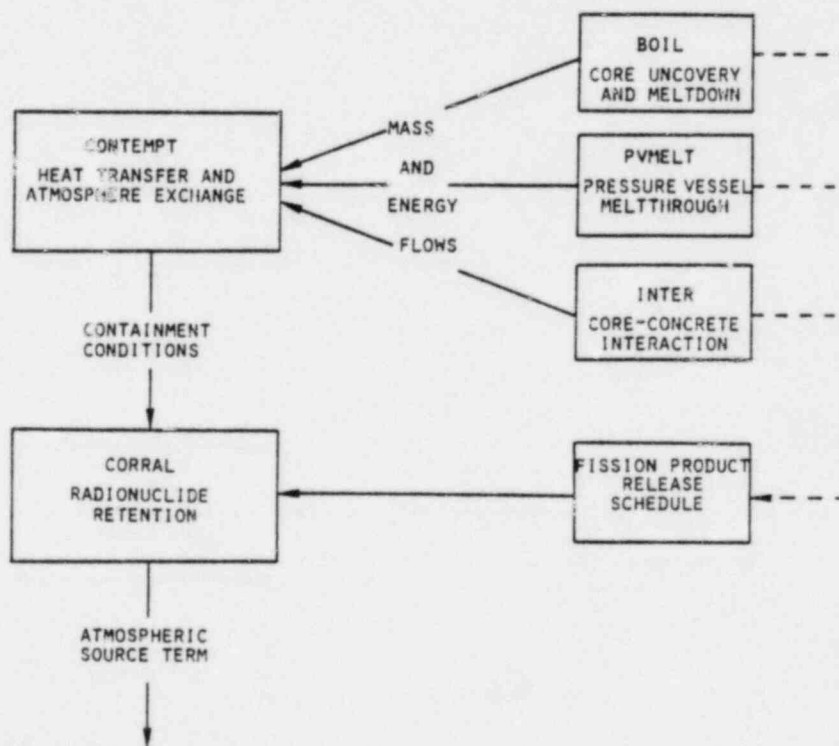 BOIL
CORE UNCOVERY
AND MELTDOWN
CONTEMPT
HEAT TRANSFER AND
ATMOSPHERE EXCHANGE
MASS
AND
ENERGY
FLOWS
PVMELT
PRESSURE VESSEL
MELTTHROUGH
INTER
CORE-CONCRETE
INTERACTION
CONTAINMENT
CONDITIONS
CORRAL
RADIONUCLIDE
RETENTION
FISSION PRODUCT
RELEASE
SCHEDULE
ATMOSPHERIC
SOURCE TERM